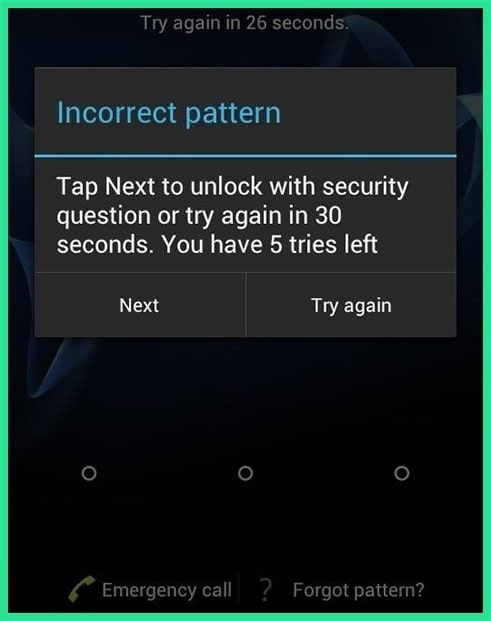 Try again in 26 seconds.
Incorrect pattern
Tap Next to unlock with security
question or try again in 30
seconds. You have 5 tries left
Next
Try again
Emergency call
? Forgot pattern?